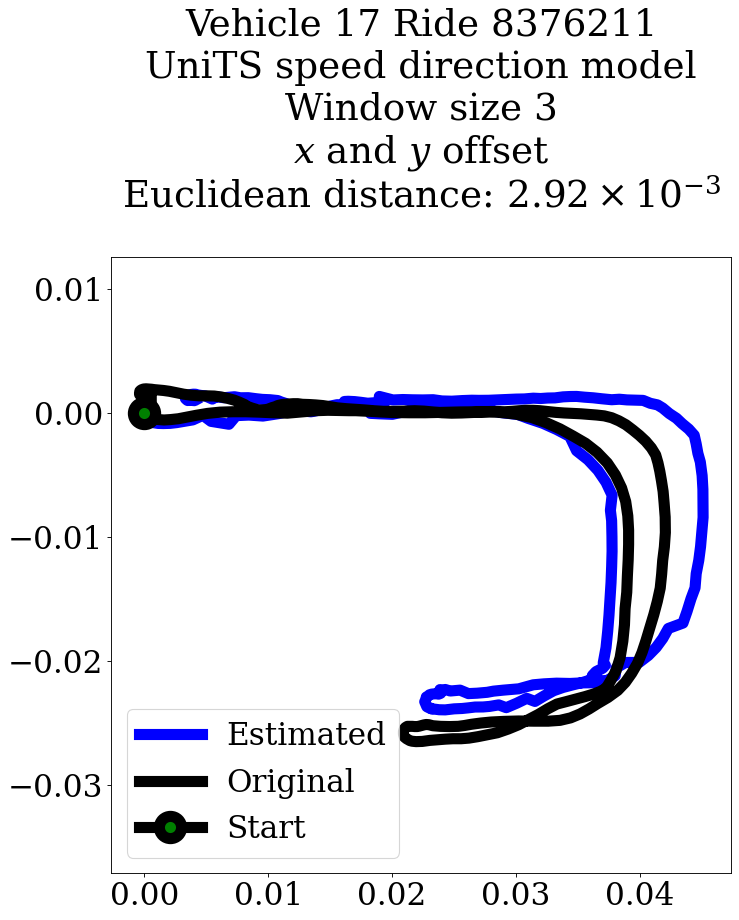 Vehicle 17 Ride 8376211
UniTS speed direction model
Window size 3
x and y offset
Euclidean distance: 2.92 × 10⁻³
0.01
0.00
−0.01
−0.02
−0.03
Estimated
Original
Start
0.00 0.01 0.02 0.03 0.04